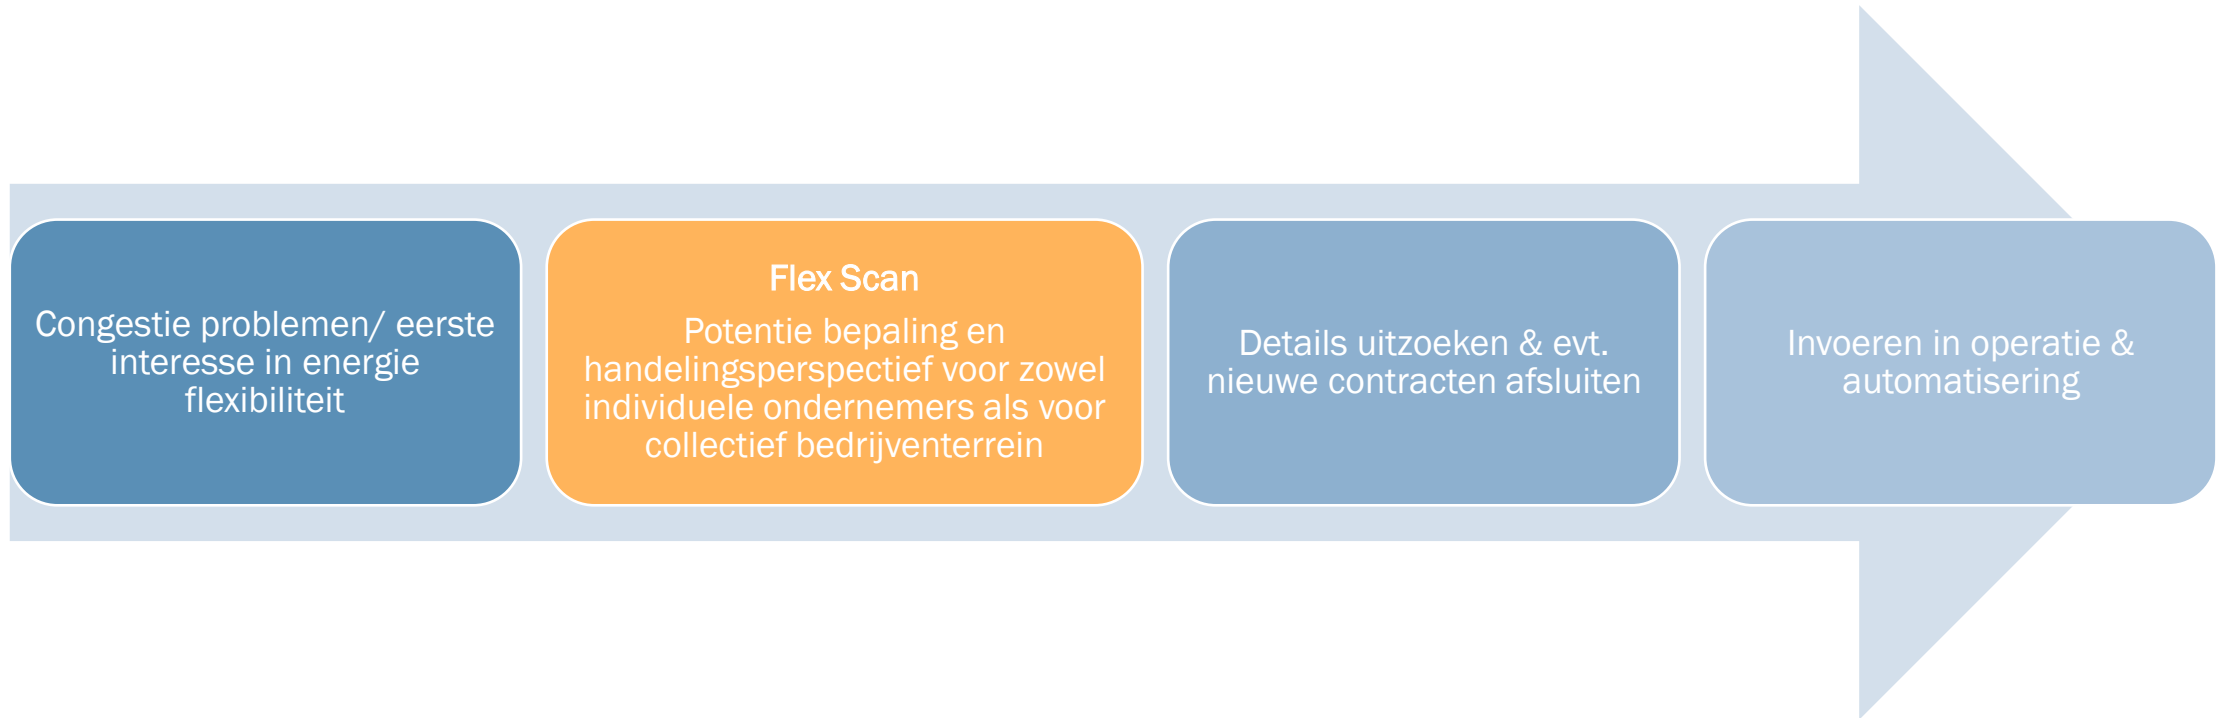 Congestie problemen/ eerste
interesse in energie
flexibiliteit
Flex Scan
Potentie bepaling en
handelingsperspectief voor zowel
individuele ondernemers als voor
collectief bedrijventerrein
Details uitzoeken & evt.
nieuwe contracten afsluiten
Invoeren in operatie &
automatisering